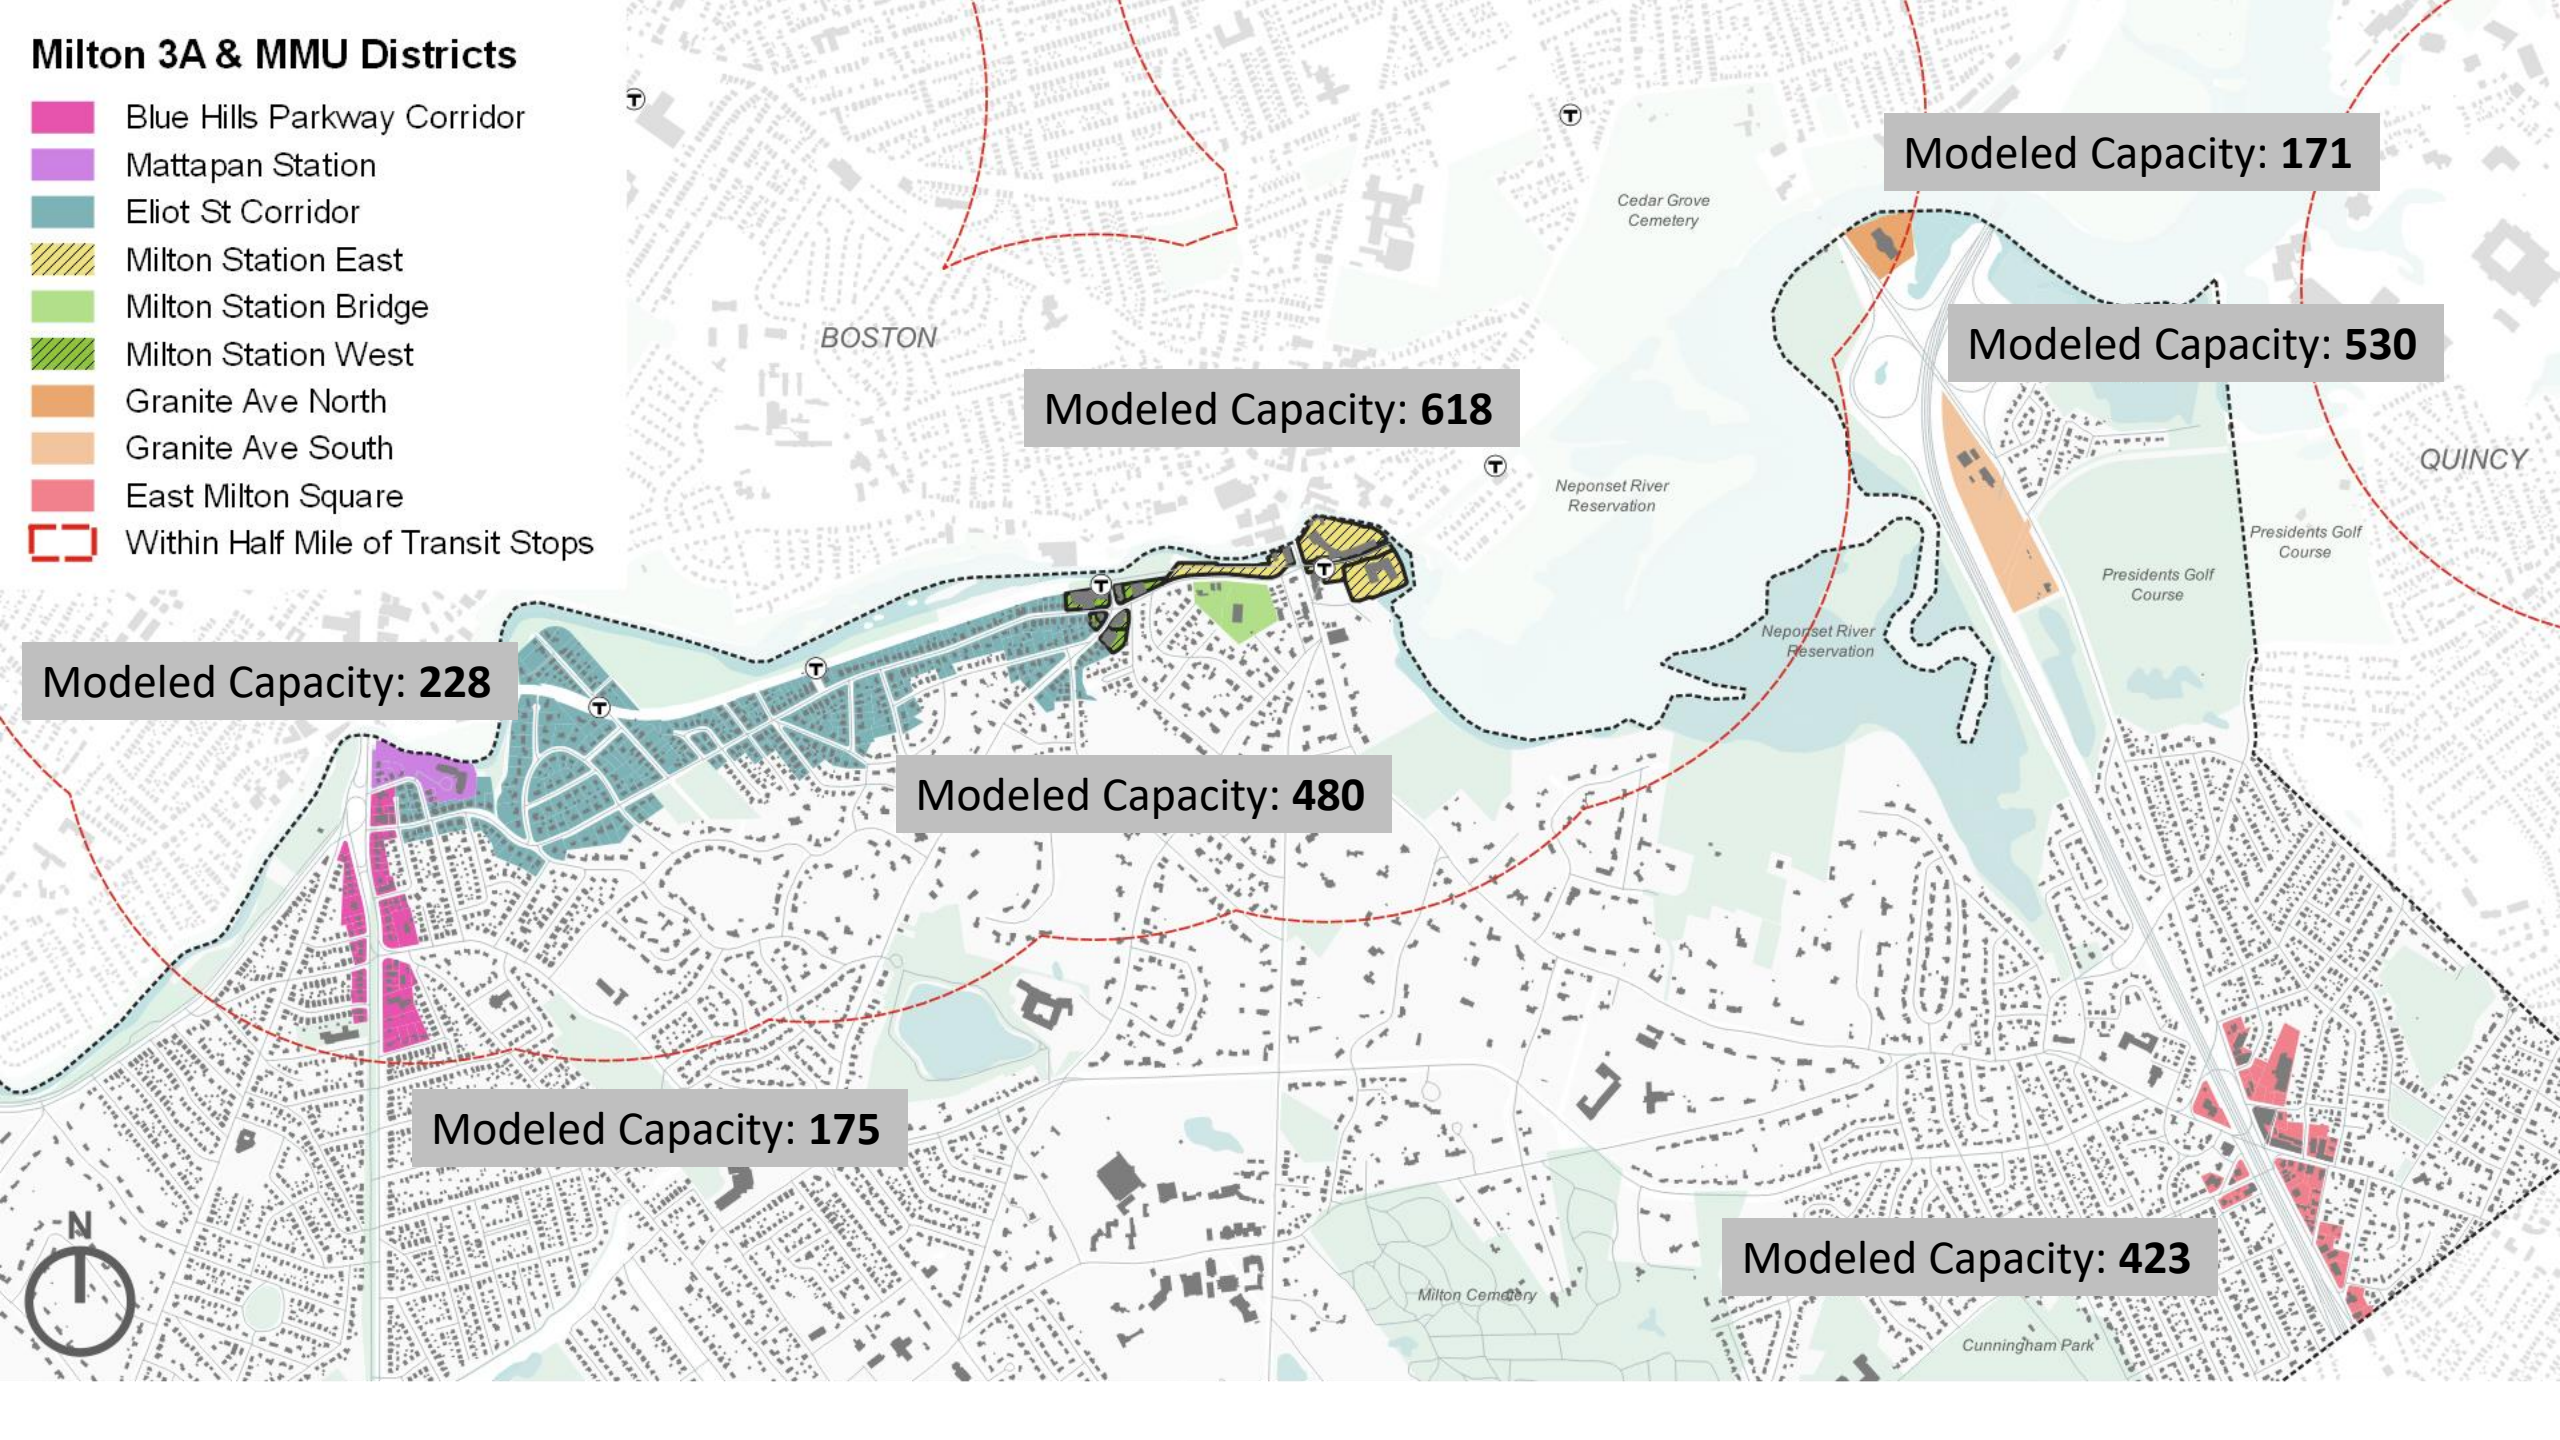 Milton 3A & MMU Districts
Blue Hills Parkway Corridor
Mattapan Station
Eliot St Corridor
Milton Station East
Milton Station Bridge
Milton Station West
Granite Ave North
Granite Ave South
East Milton Square
Within Half Mile of Transit Stops
T
T
Modeled Capacity: 171
Cedar Grove
Cemetery
BOSTON
Modeled Capacity: 530
Modeled Capacity: 618
T
QUINCY
Neponset River
Reservation
Presidents Golf
Course
Presidents Golf
Course
T
T
Neponset River
Reservation
T
T
Modeled Capacity: 228
Modeled Capacity: 480
Modeled Capacity: 175
N
Modeled Capacity: 423
Milton Cemetery
Cunningham Park